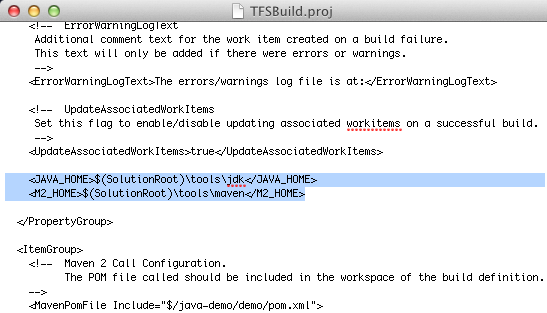 TFSBuild.proj
<!--  ErrorWarningLogText
Additional comment text for the work item created on a build failure.
This text will only be added if there were errors or warnings.
-->
<ErrorWarningLogText>The errors/warnings log file is at:</ErrorWarningLogText>
<!--  UpdateAssociatedWorkItems
Set this flag to enable/disable updating associated workitems on a successful build.
-->
<UpdateAssociatedWorkItems>true</UpdateAssociatedWorkItems>
<JAVA_HOME>$(SolutionRoot)\tools\jdk</JAVA_HOME>
<M2_HOME>$(SolutionRoot)\tools\maven</M2_HOME>
</PropertyGroup>
<ItemGroup>
<!--  Maven 2 Call Configuration.
The POM file called should be included in the workspace of the build definition.
-->
<MavenPomFile Include="$/java-demo/demo/pom.xml">